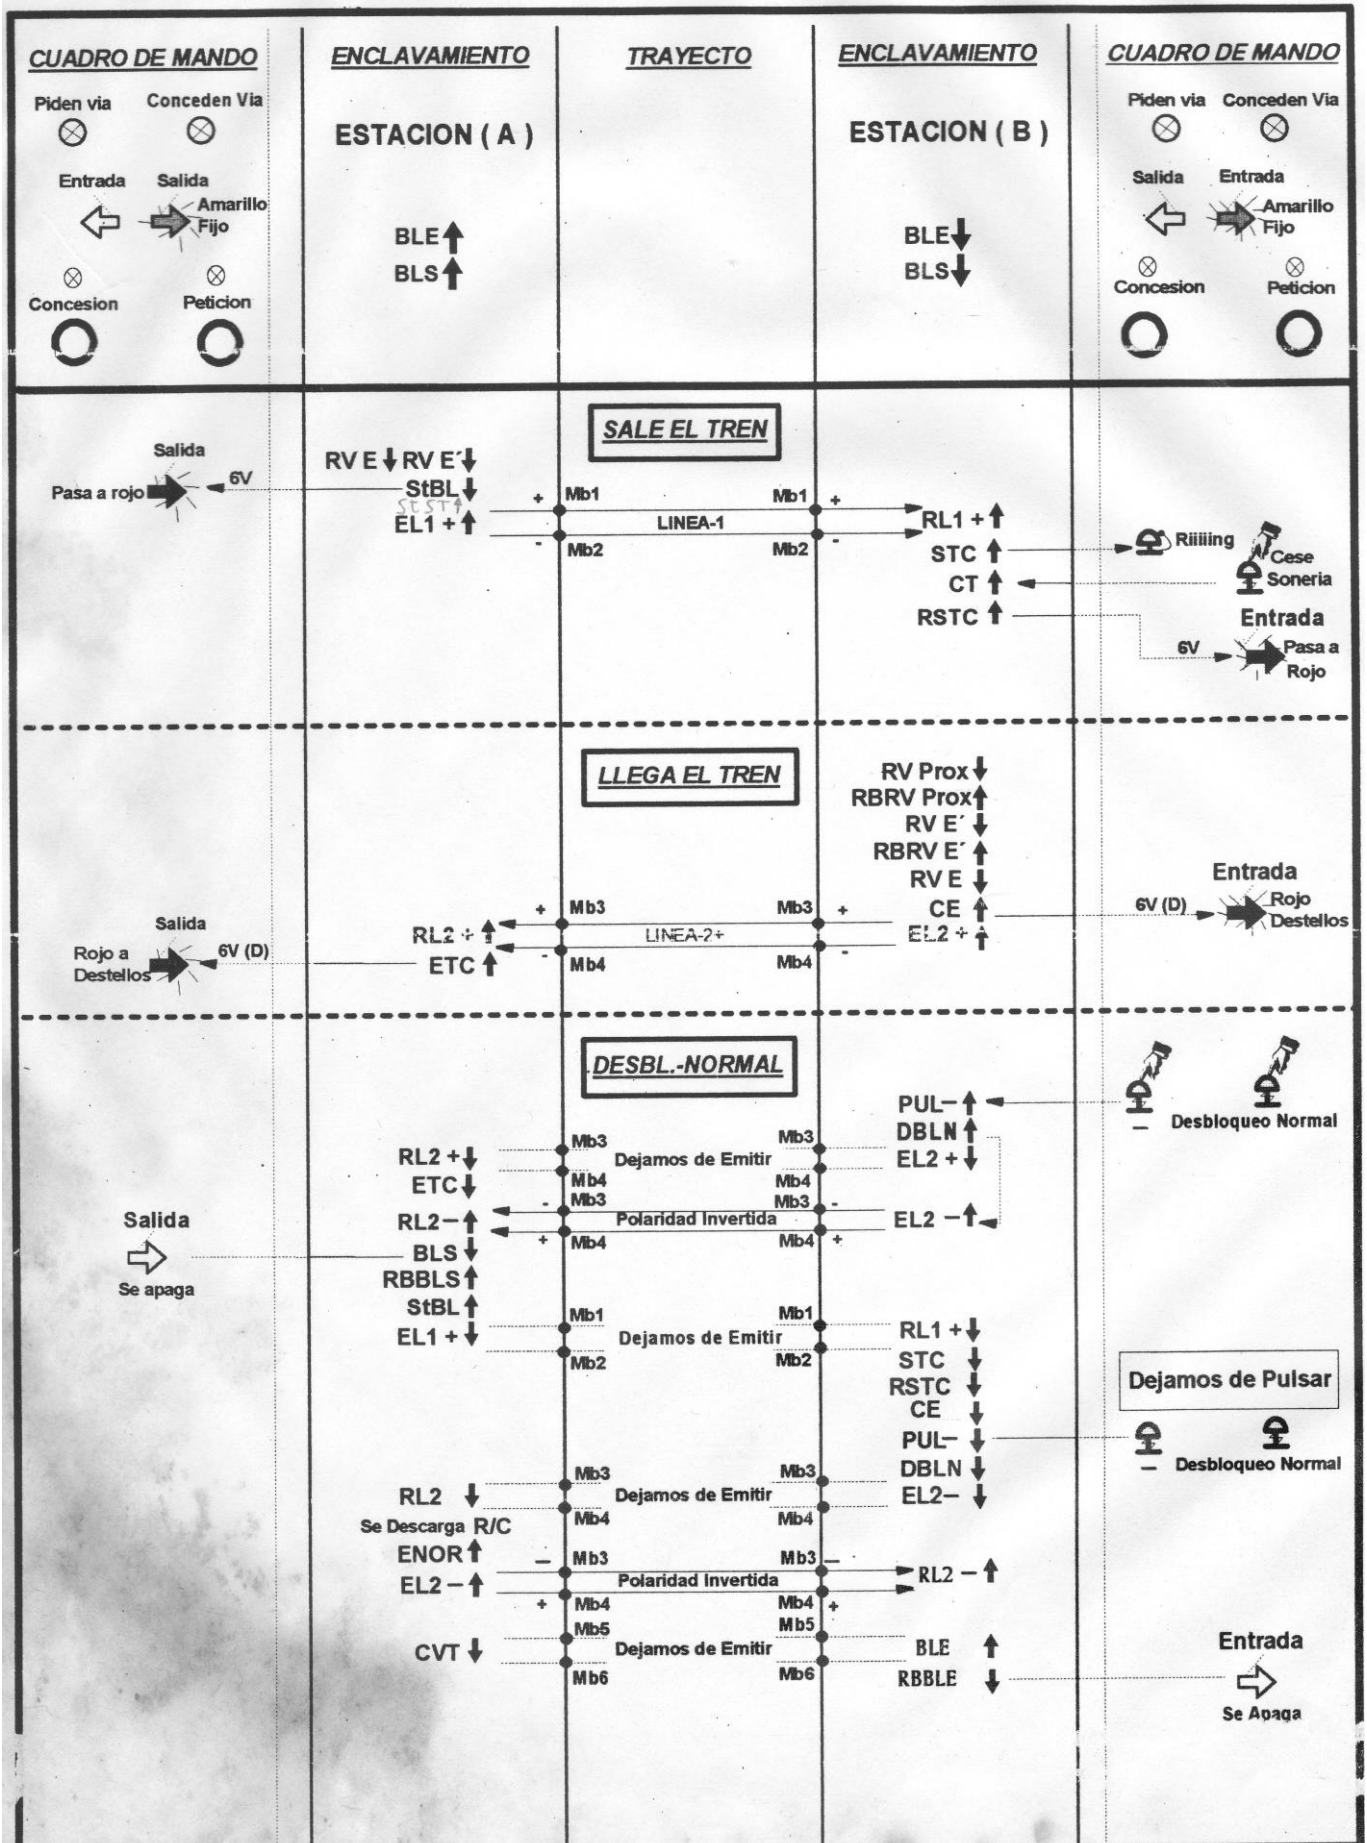 CUADRO DE MANDO
ENCLAVAMIENTO
TRAYECTO
ENCLAVAMIENTO
CUADRO DE MANDO
Piden via
Conceden Via
ESTACION ( A )
ESTACION ( B )
Piden via
Conceden Via
Entrada
Salida
Amarillo
Fijo
BLE
BLS
BLE
BLS
Salida
Entrada
Amarillo
Fijo
Concesion
Peticion
Concesion
Peticion
SALE EL TREN
Salida
Pasa a rojo
6V
RV E RV E´
StBL
StST
EL1 +
+ Mb1
- Mb2
LINEA-1
Mb1 +
Mb2 -
RL1 +
STC
CT
RSTC
Riiiiing
Cese
Soneria
Entrada
6V
Pasa a
Rojo
LLEGA EL TREN
RV Prox
RBRV Prox
RV E´
RBRV E´
RV E
CE
EL2 +
Entrada
6V (D)
Rojo
Destellos
Salida
Rojo a
Destellos
6V (D)
RL2 +
ETC
+ Mb3
- Mb4
LINEA-2+
Mb3 +
Mb4 -
DESBL.-NORMAL
PUL–
DBLN
EL2 +
– Desbloqueo Normal
RL2 +
ETC
Mb3
Mb4
Dejamos de Emitir
Mb3
Mb4
Salida
Se apaga
RL2–
BLS
RBBLS
StBL
EL1 +
- Mb3
+ Mb4
Polaridad Invertida
Mb3 -
Mb4 +
EL2 –
Mb1
Mb2
Dejamos de Emitir
Mb1
Mb2
RL1 +
STC
RSTC
CE
PUL–
DBLN
EL2–
Dejamos de Pulsar
– Desbloqueo Normal
RL2
Se Descarga R/C
ENOR
EL2 –
Mb3
Mb4
Dejamos de Emitir
Mb3
Mb4
– Mb3
+ Mb4
Polaridad Invertida
Mb3 –
Mb4 +
RL2 –
CVT
Mb5
Mb6
Dejamos de Emitir
Mb5
Mb6
BLE
RBBLE
Entrada
Se Apaga